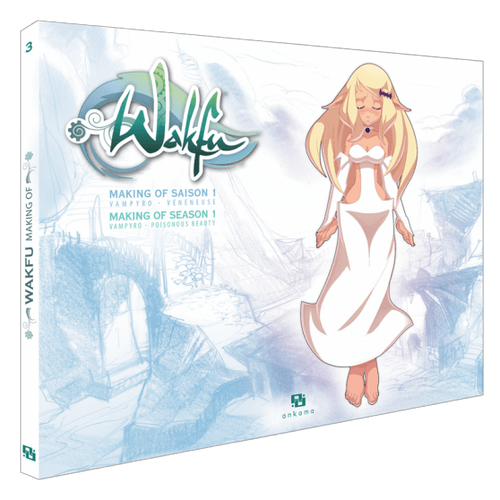 3
WAKFU MAKING OF
Wakfu
MAKING OF SAISON 1
VAMPYRO - VÉNÉNEUSE
MAKING OF SEASON 1
VAMPYRO - POISONOUS BEAUTY
ankama